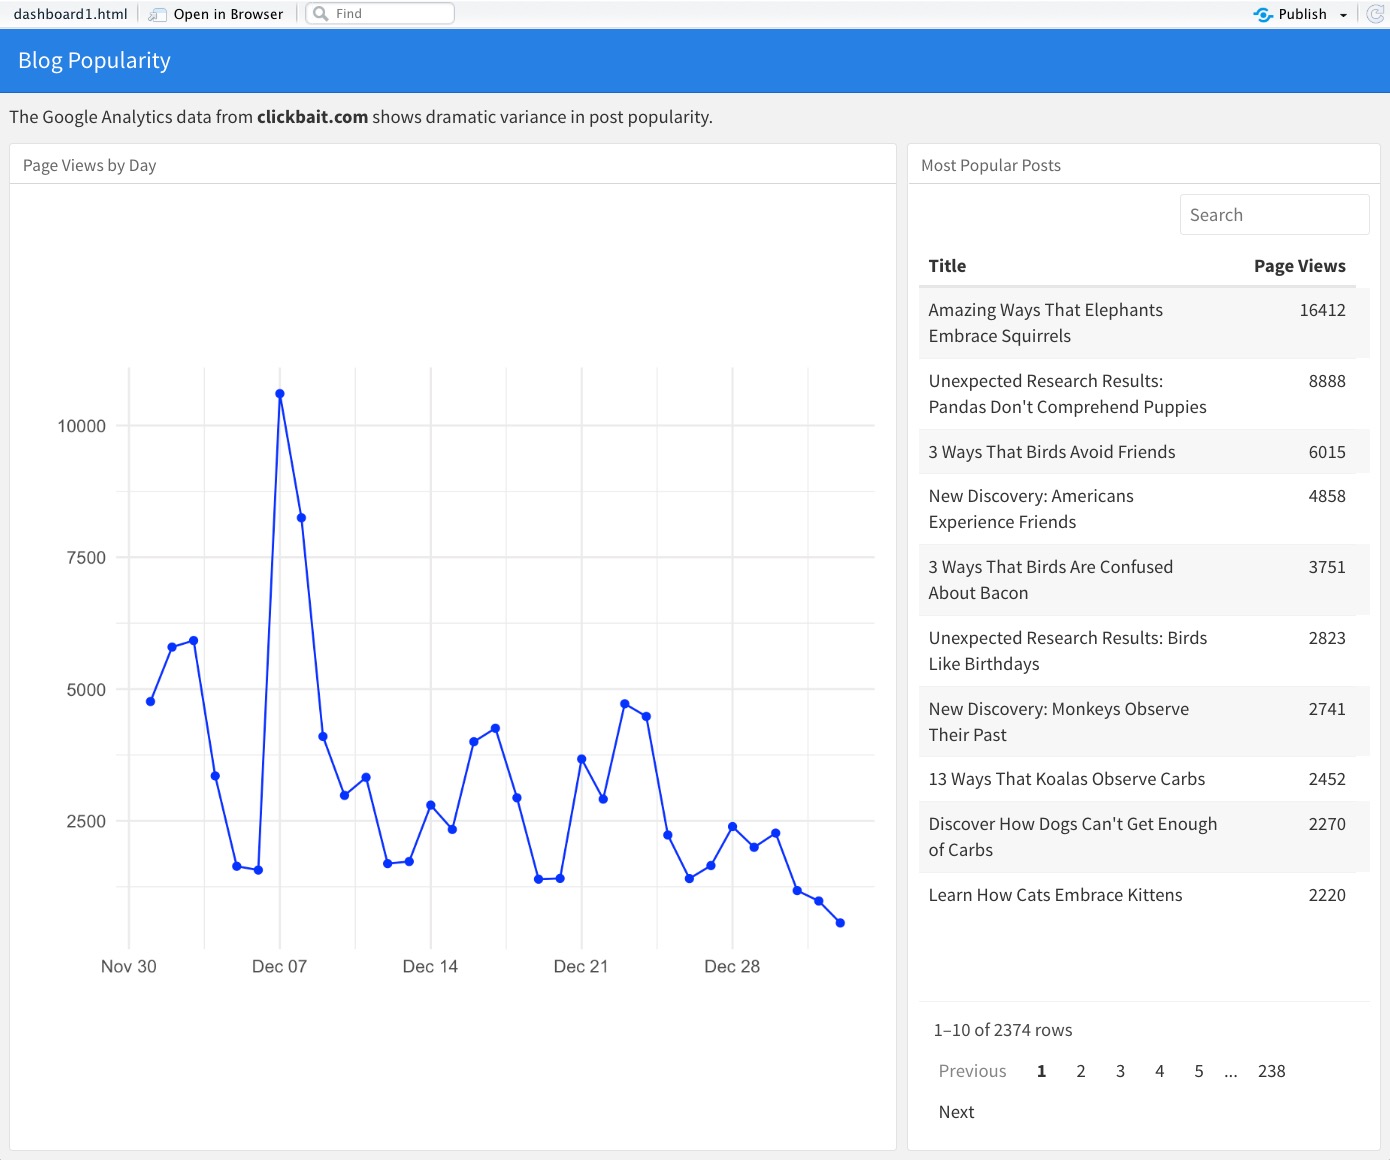 dashboard1.html Open in Browser Find Publish
Blog Popularity
The Google Analytics data from clickbait.com shows dramatic variance in post popularity.
Page Views by Day
10000
7500
5000
2500
Nov 30 Dec 07 Dec 14 Dec 21 Dec 28
Most Popular Posts
Search
Title Page Views
Amazing Ways That Elephants 16412
Embrace Squirrels
Unexpected Research Results: 8888
Pandas Don't Comprehend Puppies
3 Ways That Birds Avoid Friends 6015
New Discovery: Americans 4858
Experience Friends
3 Ways That Birds Are Confused 3751
About Bacon
Unexpected Research Results: Birds 2823
Like Birthdays
New Discovery: Monkeys Observe 2741
Their Past
13 Ways That Koalas Observe Carbs 2452
Discover How Dogs Can't Get Enough 2270
of Carbs
Learn How Cats Embrace Kittens 2220
1–10 of 2374 rows
Previous 1 2 3 4 5 ... 238
Next